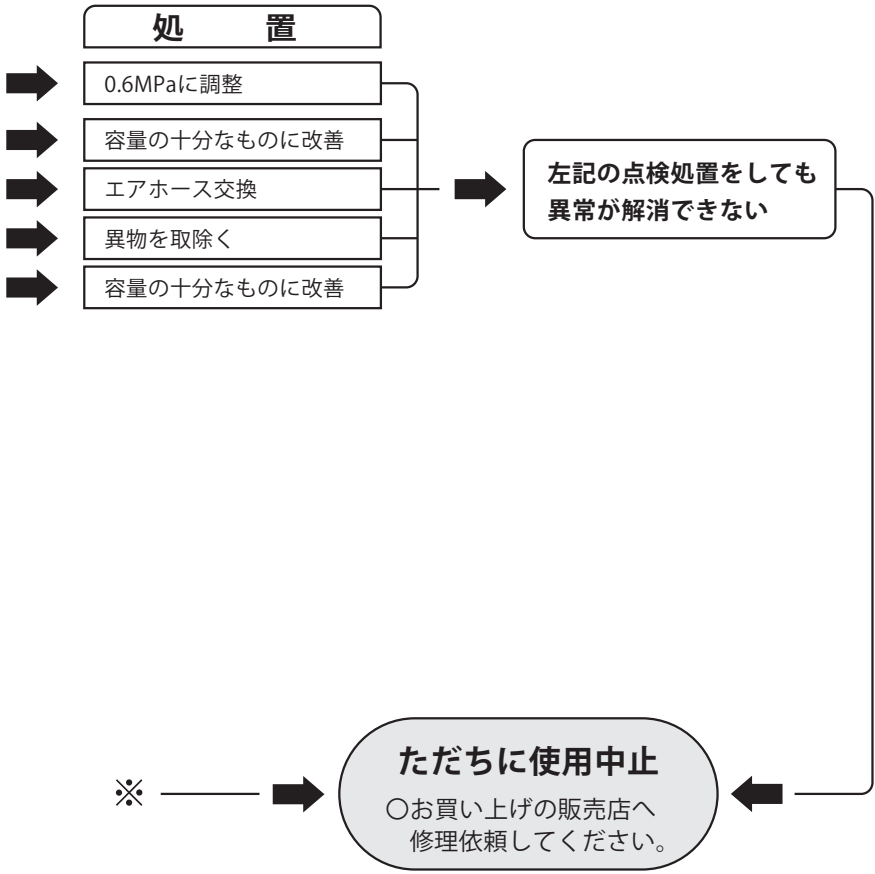 処　置
0.6MPaに調整
容量の十分なものに改善
エアホース交換
異物を取除く
容量の十分なものに改善
左記の点検処置をしても
異常が解消できない
※
ただちに使用中止
○お買い上げの販売店へ
修理依頼してください。